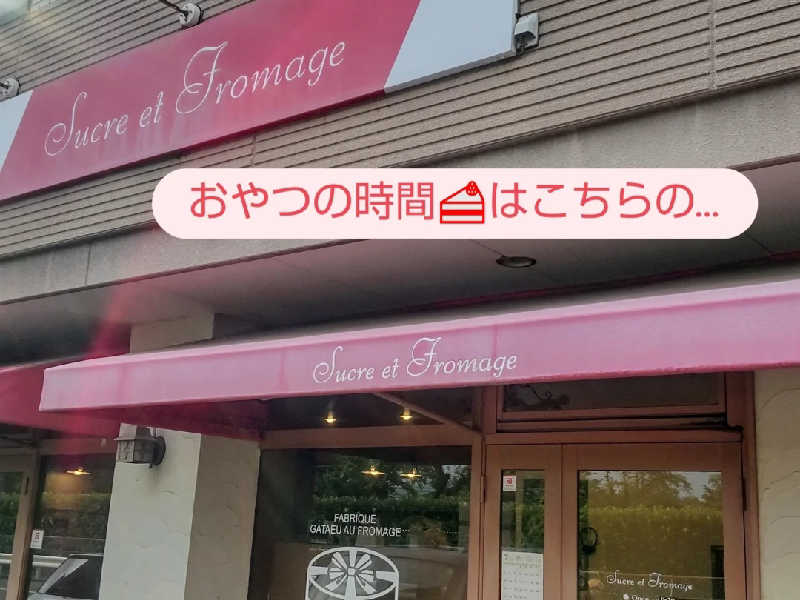 Sucre et Fromage
おやつの時間🍰はこちらの...
Sucre et Fromage
FABRIQUE
GATAEU AU FROMAGE
Sucre et Fromage